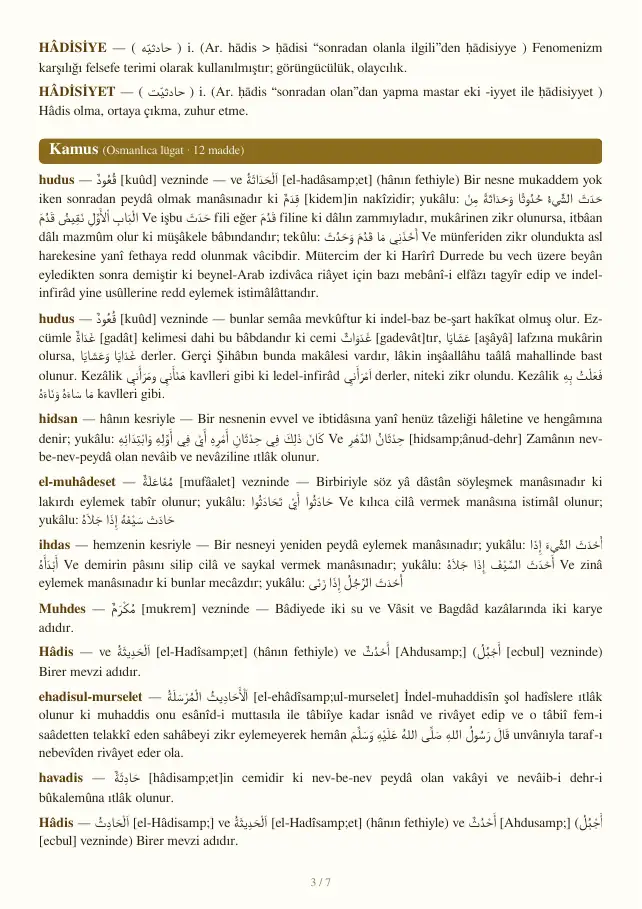 HÂDİSİYE — ( حادثيّه ) i. (Ar. hādis > ḥādisі “sonradan olanla ilgili”den ḥādisiyye ) Fenomenizm
karşılığı felsefe terimi olarak kullanılmıştır; görüngücülük, olaycılık.
HÂDİSİYET — ( حادثيّت ) i. (Ar. ḥādis “sonradan olan”dan yapma mastar eki -iyyet ile ḥādisiyyet )
Hâdis olma, ortaya çıkma, zuhur etme.
Kamus (Osmanlıca lügat · 12 madde)
hudus — قُعُودٌ [kuûd] vezninde — ve اَلْحَدَاثَةُ [el-hadâsamp;et] (hânın fethiyle) Bir nesne mukaddem yok
iken sonradan peydâ olmak manâsınadır ki قِدَمٌ [kidem]in nakîzidir; yukâlu: حَدَثَ الشَّيْءُ حُدُوثًا وَحَدَاثَةً مِنَ
الْبَابِ اَلْأَوَّلِ نَقِيضُ قَدُمَ Ve işbu حَدَثَ fiili eğer قَدُمَ filine ki dâlın zammıyladır, mukârinen zikr olunursa, itbâan
dâlı mazmûm olur ki müşâkele bâbındandır; tekûlu: أَخَذَنِي مَا قَدُمَ وَحَدُثَ Ve münferiden zikr olundukta asl
harekesine yanî fethaya redd olunmak vâcibdir. Mütercim der ki Harîrî Durrede bu vech üzere beyân
eyledikten sonra demiştir ki beynel-Arab izdivâca riâyet için bazı mebânî-i elfâzı tagyîr edip ve indel-
infirâd yine usûllerine redd eylemek istimâlâttandır.
hudus — قُعُودٌ [kuûd] vezninde — bunlar semâa mevkûftur ki indel-baz be-şart hakîkat olmuş olur. Ez-
cümle غَدَاةٌ [gadât] kelimesi dahi bu bâbdandır ki cemi غَدَوَاتٌ [gadevât]tır, عَشَايَا [aşâyâ] lafzına mukârin
olursa, غَدَايَا وَعَشَايَا derler. Gerçi Şihâbın bunda makâlesi vardır, lâkin inşâallâhu taâlâ mahallinde bast
olunur. Kezâlik هَنَأَنِي ومَرَأَنِي kavlleri gibi ki ledel-infirâd أَمْرَأَنِي derler, niteki zikr olundu. Kezâlik فَعَلْتُ بِهِ
مَا سَاءَهُ وَنَاءَهُ kavlleri gibi.
hidsan — hânın kesriyle — Bir nesnenin evvel ve ibtidâsına yanî henüz tâzeliği hâletine ve hengâmına
denir; yukâlu: كَانَ ذَلِكَ فِي حِدْثَانِ أَمْرِهِ أَيْ فِي أَوَّلِهِ وَابْتِدَائِهِ Ve حِدْثَانُ الدَّهْرِ [hidsamp;ânud-dehr] Zamânın nev-
be-nev-peydâ olan nevâib ve nevâziline ıtlâk olunur.
el-muhâdeset — مُفَاعَلَةٌ [mufâalet] vezninde — Birbiriyle söz yâ dâstân söyleşmek manâsınadır ki
lakırdı eylemek tabîr olunur; yukâlu: حَادَثُوا أَيْ تَحَادَثُوا Ve kılıca cilâ vermek manâsına istimâl olunur;
yukâlu: حَادَثَ سَيْفَهُ إِذَا جَلَاهُ
ihdas — hemzenin kesriyle — Bir nesneyi yeniden peydâ eylemek manâsınadır; yukâlu: أَحْدَثَ الشَّيْءَ إِذَا
أَبْدَأَهُ Ve demirin pâsını silip cilâ ve saykal vermek manâsınadır; yukâlu: أَحْدَثَ السَّيْفَ إِذَا جَلَاهُ Ve zinâ
eylemek manâsınadır ki bunlar mecâzdır; yukâlu: أَحْدَثَ الرَّجُلُ إِذَا زَنَى
Muhdes — مُكْرَمٌ [mukrem] vezninde — Bâdiyede iki su ve Vâsit ve Bagdâd kazâlarında iki karye
adıdır.
Hâdis — ve اَلْحَدِيثَةُ [el-Hadîsamp;et] (hânın fethiyle) ve أَحْدُثٌ [Ahdusamp;] (أَجْبُلٌ [ecbul] vezninde)
Birer mevzi adıdır.
ehadisul-murselet — اَلْأَحَادِيثُ الْمُرْسَلَةُ [el-ehâdîsamp;ul-murselet] İndel-muhaddisîn şol hadîslere ıtlâk
olunur ki muhaddis onu esânîd-i muttasıla ile tâbiîye kadar isnâd ve rivâyet edip ve o tâbiî fem-i
saâdetten telakkî eden sahâbeyi zikr eylemeyerek hemân قَالَ رَسُولُ اللهِ صَلَّى اللهُ عَلَيْهِ وَسَلَّمَ unvânıyla taraf-ı
nebevîden rivâyet eder ola.
havadis — حَادِثَةٌ [hâdisamp;et]in cemidir ki nev-be-nev peydâ olan vakâyi ve nevâib-i dehr-i
bûkalemûna ıtlâk olunur.
Hâdis — اَلْحَادِثُ [el-Hâdisamp;] ve اَلْحَدِيثَةُ [el-Hadîsamp;et] (hânın fethiyle) ve أَحْدُثٌ [Ahdusamp;] (أَجْبُلٌ
[ecbul] vezninde) Birer mevzi adıdır.
3 / 7